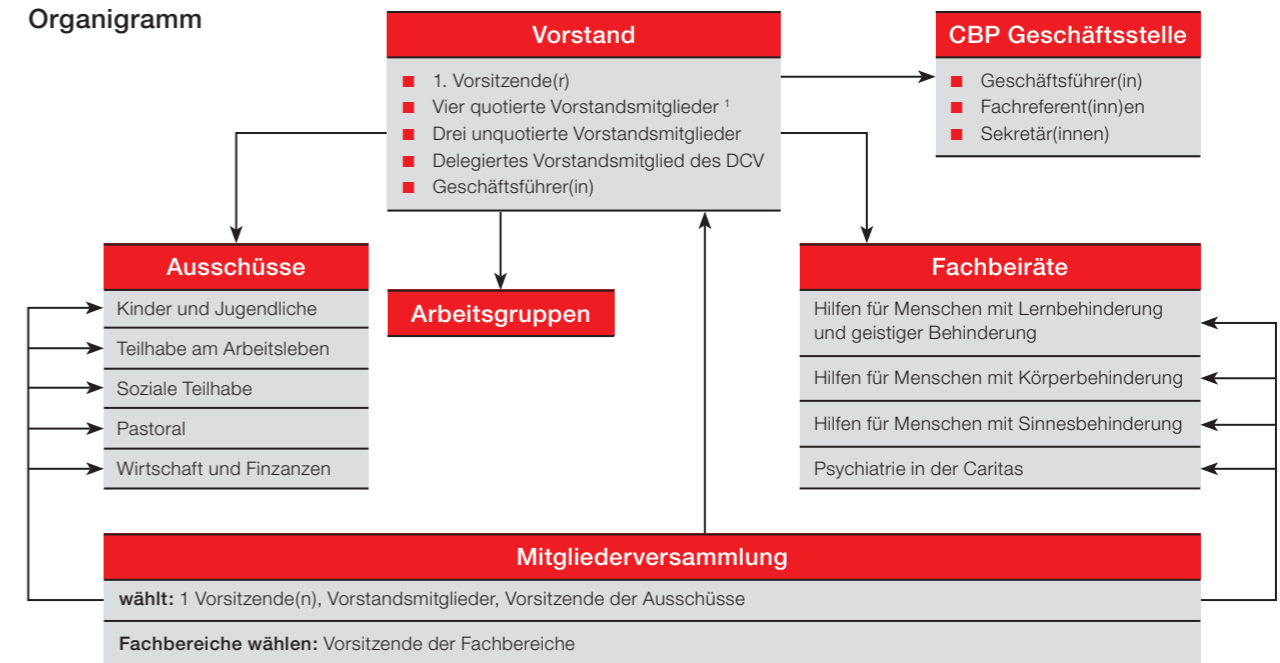 Organigramm
Vorstand
1. Vorsitzende(r)
Vier quotierte Vorstandsmitglieder ¹
Drei unquotierte Vorstandsmitglieder
Delegiertes Vorstandsmitglied des DCV
Geschäftsführer(in)
CBP Geschäftsstelle
Geschäftsführer(in)
Fachreferent(inn)en
Sekretär(innen)
Ausschüsse
Kinder und Jugendliche
Teilhabe am Arbeitsleben
Soziale Teilhabe
Pastoral
Wirtschaft und Finzanzen
Arbeitsgruppen
Fachbeiräte
Hilfen für Menschen mit Lernbehinderung
und geistiger Behinderung
Hilfen für Menschen mit Körperbehinderung
Hilfen für Menschen mit Sinnesbehinderung
Psychiatrie in der Caritas
Mitgliederversammlung
wählt: 1 Vorsitzende(n), Vorstandsmitglieder, Vorsitzende der Ausschüsse
Fachbereiche wählen: Vorsitzende der Fachbereiche